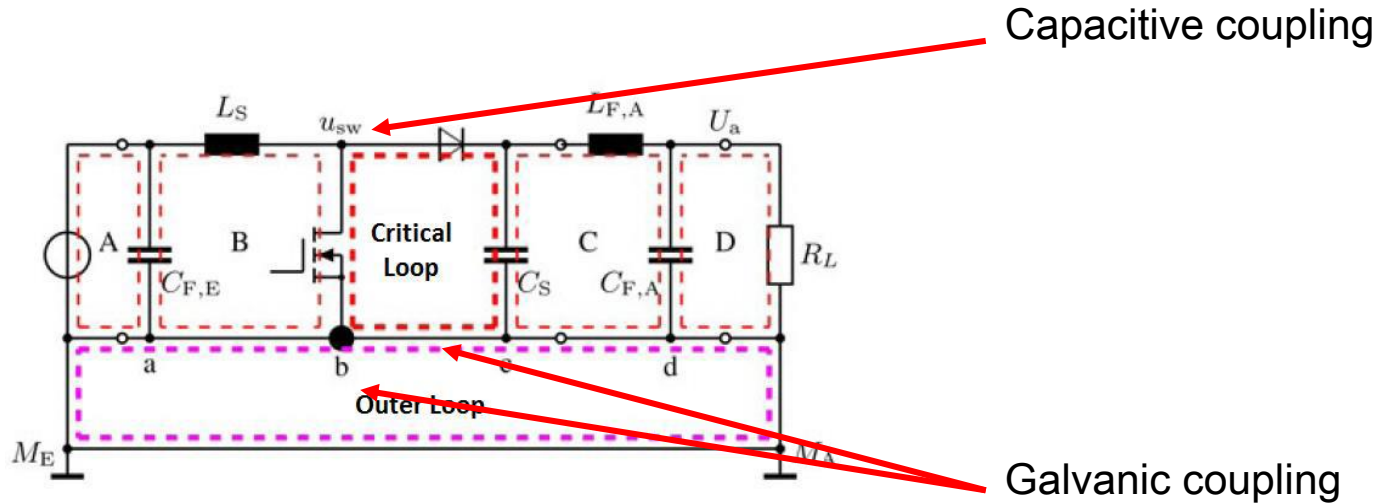 Capacitive coupling
L_S
u_sw
L_F,A
U_a
A
B
Critical
Loop
C
D
R_L
C_F,E
C_S
C_F,A
a
b
c
d
Outer Loop
M_E
M_A
Galvanic coupling